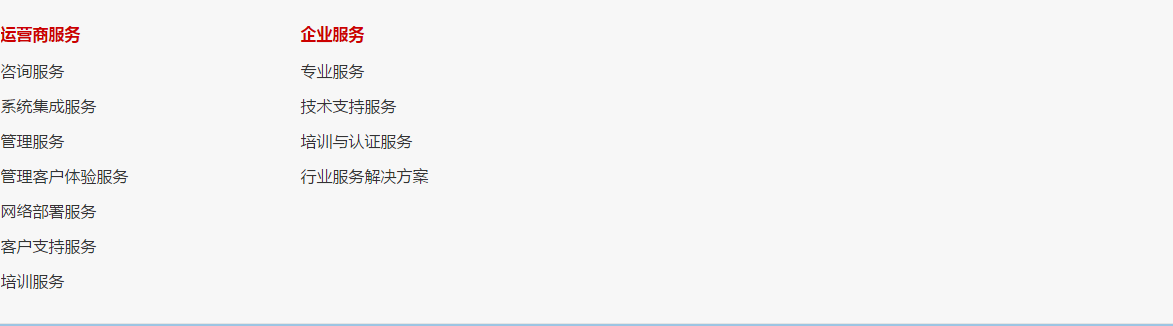 运营商服务
咨询服务
系统集成服务
管理服务
管理客户体验服务
网络部署服务
客户支持服务
培训服务
企业服务
专业服务
技术支持服务
培训与认证服务
行业服务解决方案